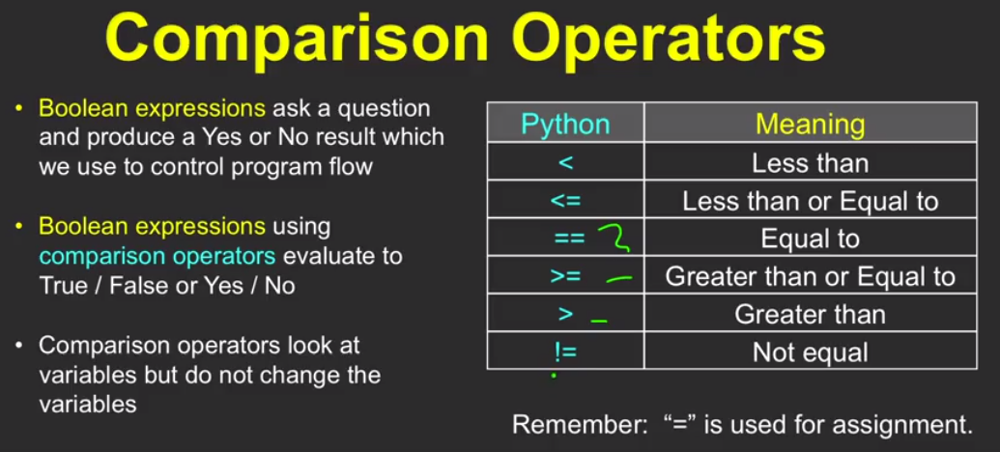 Comparison Operators
• Boolean expressions ask a question
and produce a Yes or No result which
we use to control program flow
• Boolean expressions using
comparison operators evaluate to
True / False or Yes / No
• Comparison operators look at
variables but do not change the
variables
Python Meaning
< Less than
<= Less than or Equal to
== Equal to
>= Greater than or Equal to
> Greater than
!= Not equal
Remember: “=” is used for assignment.